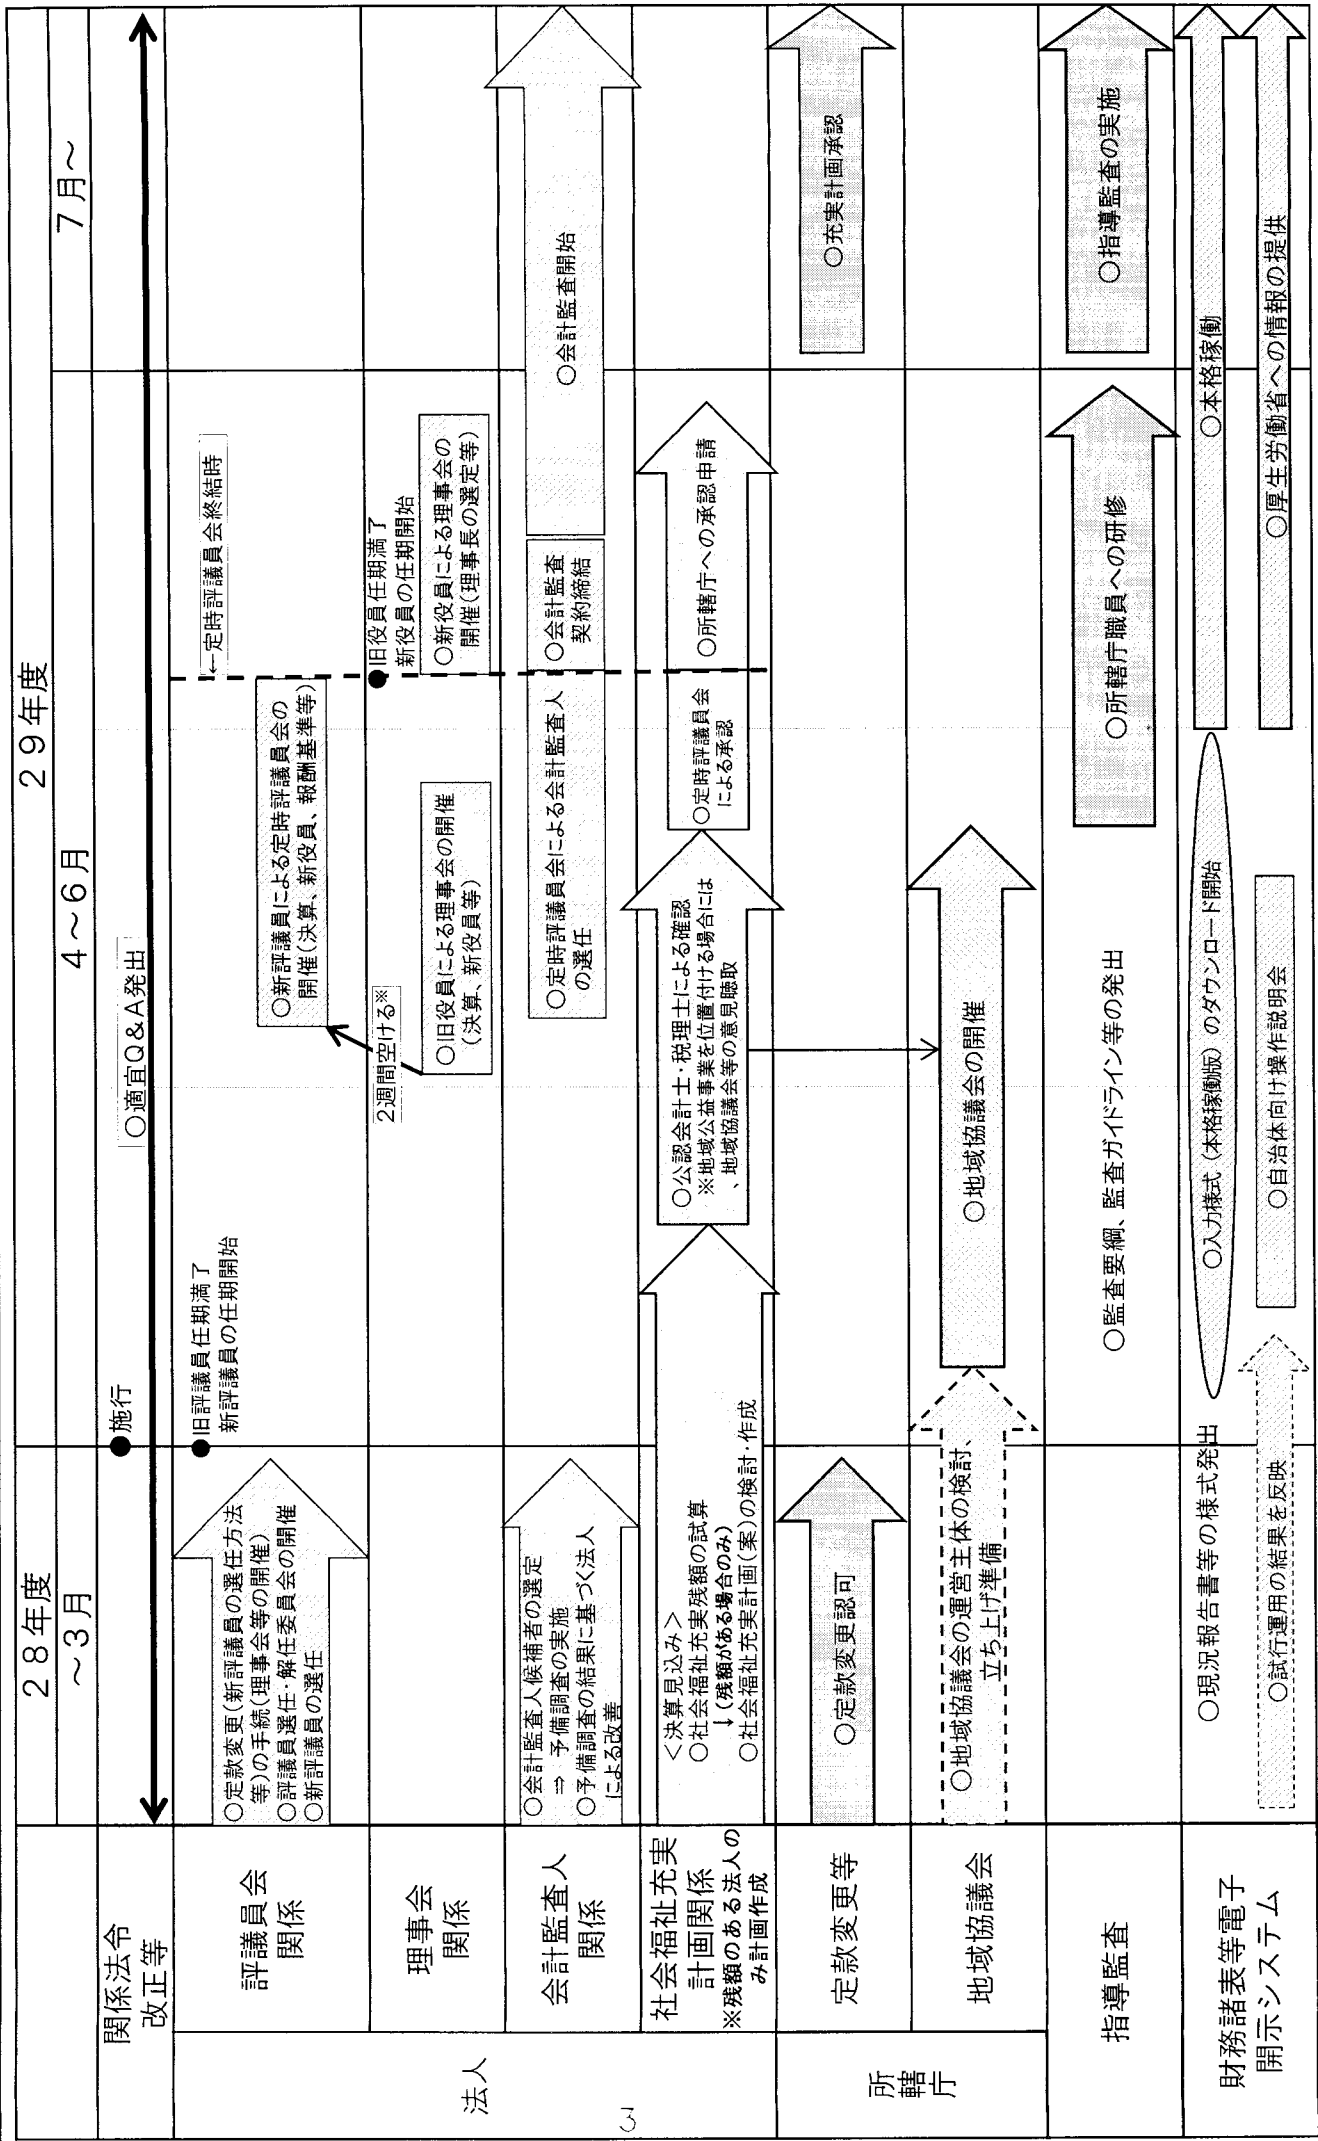 28年度
29年度
～3月
4～6月
7月～
関係法令
改正等
●施行
○適宜Q&A発出
法人
評議員会
関係
○定款変更(新評議員の選任方法
等)の手続(理事会等の開催)
○評議員選任・解任委員会の開催
○新評議員の選任
●旧評議員任期満了
新評議員の任期開始
○新評議員による定時評議員会の
開催(決算、新役員、報酬基準等)
←定時評議員会終結時
理事会
関係
2週間空ける※
○旧役員による理事会の開催
(決算、新役員等)
●旧役員任期満了
新役員の任期開始
○新役員による理事会の
開催(理事長の選定等)
会計監査人
関係
○会計監査人候補者の選定
⇒ 予備調査の実施
○予備調査の結果に基づく法人
による改善
○定時評議員会による会計監査人
の選任
○会計監査
契約締結
○会計監査開始
社会福祉充実
計画関係
※残額のある法人の
み計画作成
＜決算見込み＞
○社会福祉充実残額の試算
↓(残額がある場合のみ)
○社会福祉充実計画(案)の検討・作成
○公認会計士・税理士による確認
※地域公益事業を位置付ける場合には
、地域協議会等の意見聴取
○定時評議員会
による承認
○所轄庁への承認申請
所轄庁
定款変更等
○定款変更認可
○充実計画承認
地域協議会
○地域協議会の運営主体の検討、
立ち上げ準備
○地域協議会の開催
指導監査
○監査要綱、監査ガイドライン等の発出
○所轄庁職員への研修
○指導監査の実施
財務諸表等電子
開示システム
○現況報告書等の様式発出
○入力様式(本格稼働版)のダウンロード開始
○本格稼働
○試行運用の結果を反映
○自治体向け操作説明会
○厚生労働省への情報の提供
3